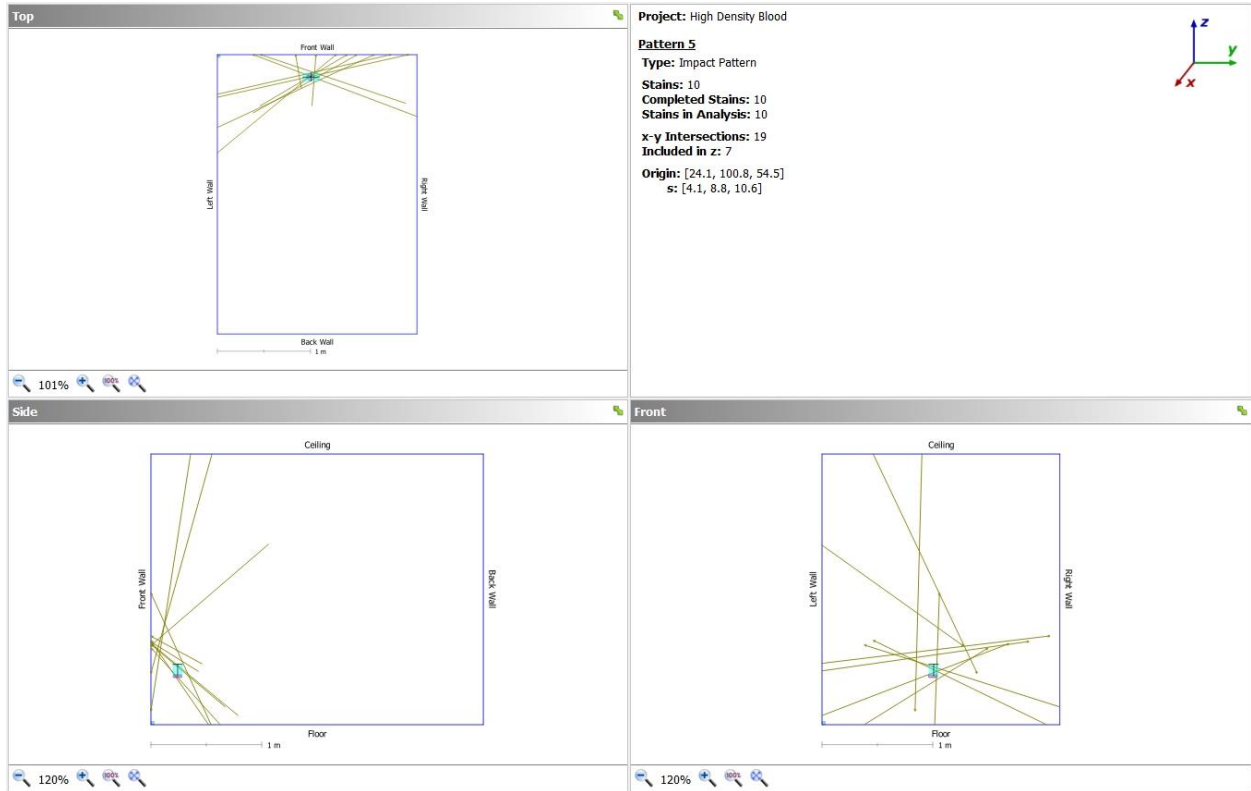 Top
Front Wall
Left Wall
Right Wall
Back Wall
1 m
101%
100%
Project: High Density Blood
Pattern 5
Type: Impact Pattern
Stains: 10
Completed Stains: 10
Stains in Analysis: 10
x-y Intersections: 19
Included in z: 7
Origin: [24.1, 100.8, 54.5]
s: [4.1, 8.8, 10.6]
z
y
x
Side
Ceiling
Front Wall
Back Wall
Floor
1 m
120%
100%
Front
Ceiling
Left Wall
Right Wall
Floor
1 m
120%
100%